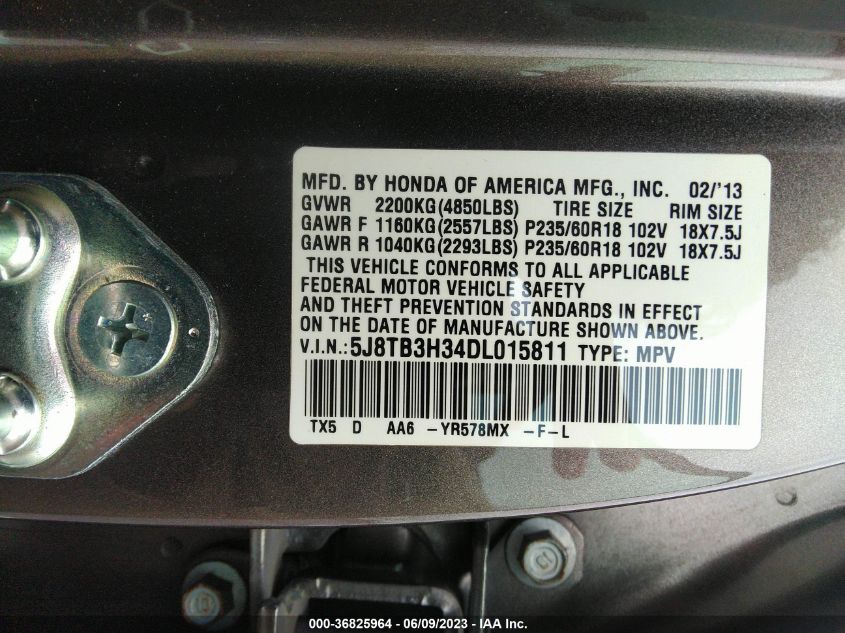 MFD. BY HONDA OF AMERICA MFG., INC. 02/'13
GVWR 2200KG(4850LBS) TIRE SIZE RIM SIZE
GAWR F 1160KG(2557LBS) P235/60R18 102V 18X7.5J
GAWR R 1040KG(2293LBS) P235/60R18 102V 18X7.5J
THIS VEHICLE CONFORMS TO ALL APPLICABLE
FEDERAL MOTOR VEHICLE SAFETY
AND THEFT PREVENTION STANDARDS IN EFFECT
ON THE DATE OF MANUFACTURE SHOWN ABOVE.
V.I.N.:5J8TB3H34DL015811 TYPE: MPV
TX5 D AA6 -YR578MX -F-L
000-36825964 - 06/09/2023 - IAA Inc.